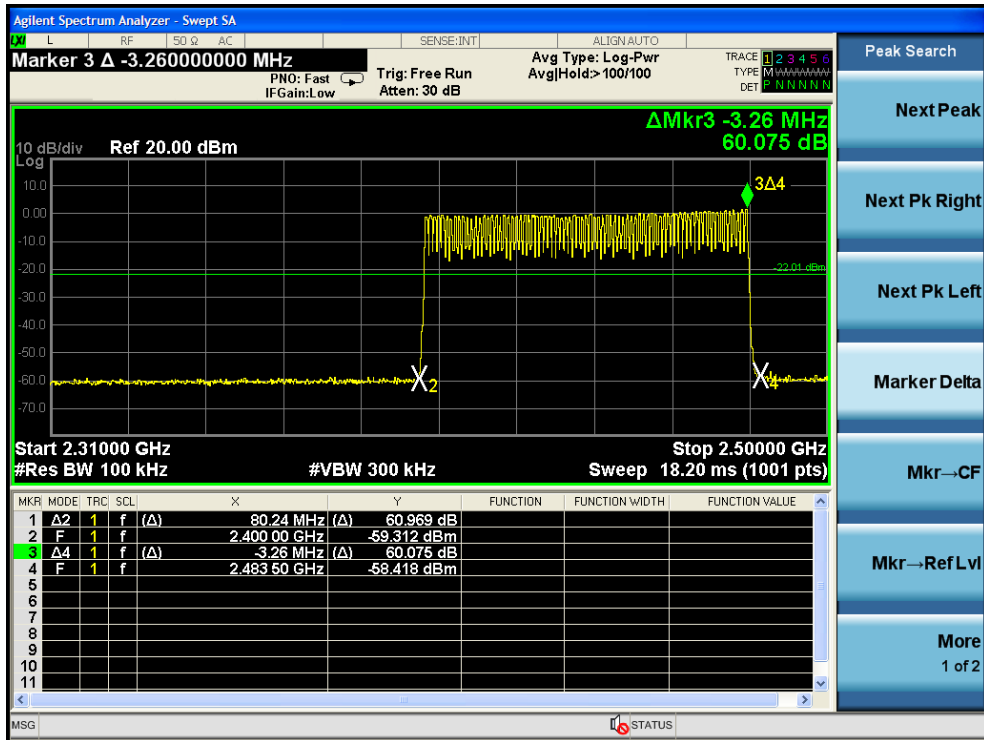 Agilent Spectrum Analyzer - Swept SA
LXI L RF 50 Ω AC SENSE:INT ALIGN AUTO
Marker 3 Δ -3.260000000 MHz
PNO: Fast
IFGain:Low
Trig: Free Run
Atten: 30 dB
Avg Type: Log-Pwr
Avg|Hold:>100/100
TRACE 1 2 3 4 5 6
TYPE M WWWWW
DET P N N N N N
ΔMkr3 -3.26 MHz
60.075 dB
10 dB/div Ref 20.00 dBm
Log
10.0
0.00
-10.0
-20.0
-30.0
-40.0
-50.0
-60.0
-70.0
3Δ4
-22.01 dBm
2
4
Start 2.31000 GHz Stop 2.50000 GHz
#Res BW 100 kHz #VBW 300 kHz Sweep 18.20 ms (1001 pts)
MKR MODE TRC SCL X Y FUNCTION FUNCTION WIDTH FUNCTION VALUE
1 Δ2 1 f (Δ) 80.24 MHz (Δ) 60.969 dB
2 F 1 f 2.400 00 GHz -59.312 dBm
3 Δ4 1 f (Δ) -3.26 MHz (Δ) 60.075 dB
4 F 1 f 2.483 50 GHz -58.418 dBm
5
6
7
8
9
10
11
MSG STATUS
Peak Search
Next Peak
Next Pk Right
Next Pk Left
Marker Delta
Mkr→CF
Mkr→Ref Lvl
More
1 of 2